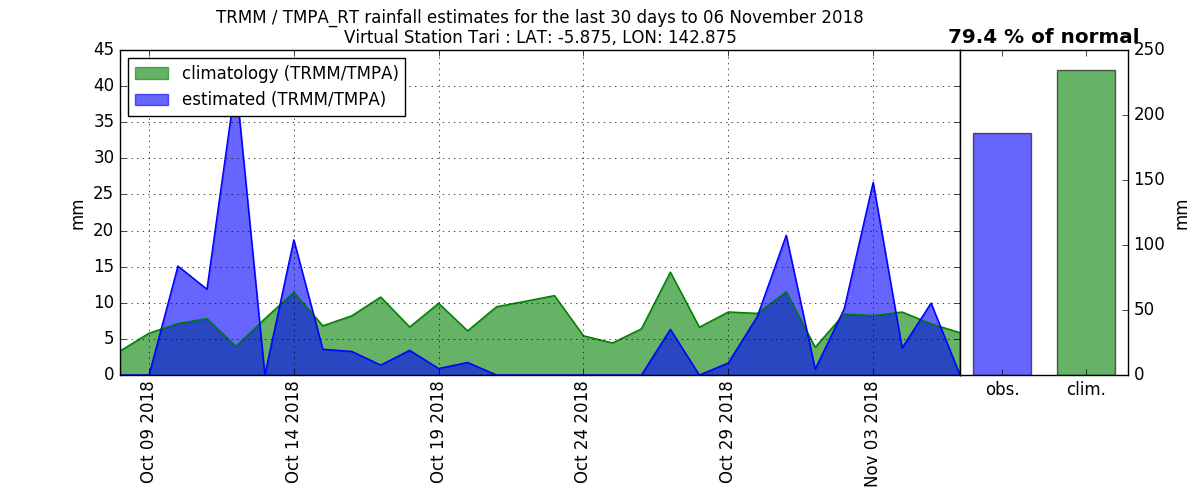 TRMM / TMPA_RT rainfall estimates for the last 30 days to 06 November 2018
Virtual Station Tari : LAT: -5.875, LON: 142.875
79.4 % of normal
climatology (TRMM/TMPA)
estimated (TRMM/TMPA)
45
40
35
30
25
20
15
10
5
0
mm
Oct 09 2018
Oct 14 2018
Oct 19 2018
Oct 24 2018
Oct 29 2018
Nov 03 2018
250
200
150
100
50
0
mm
obs.
clim.